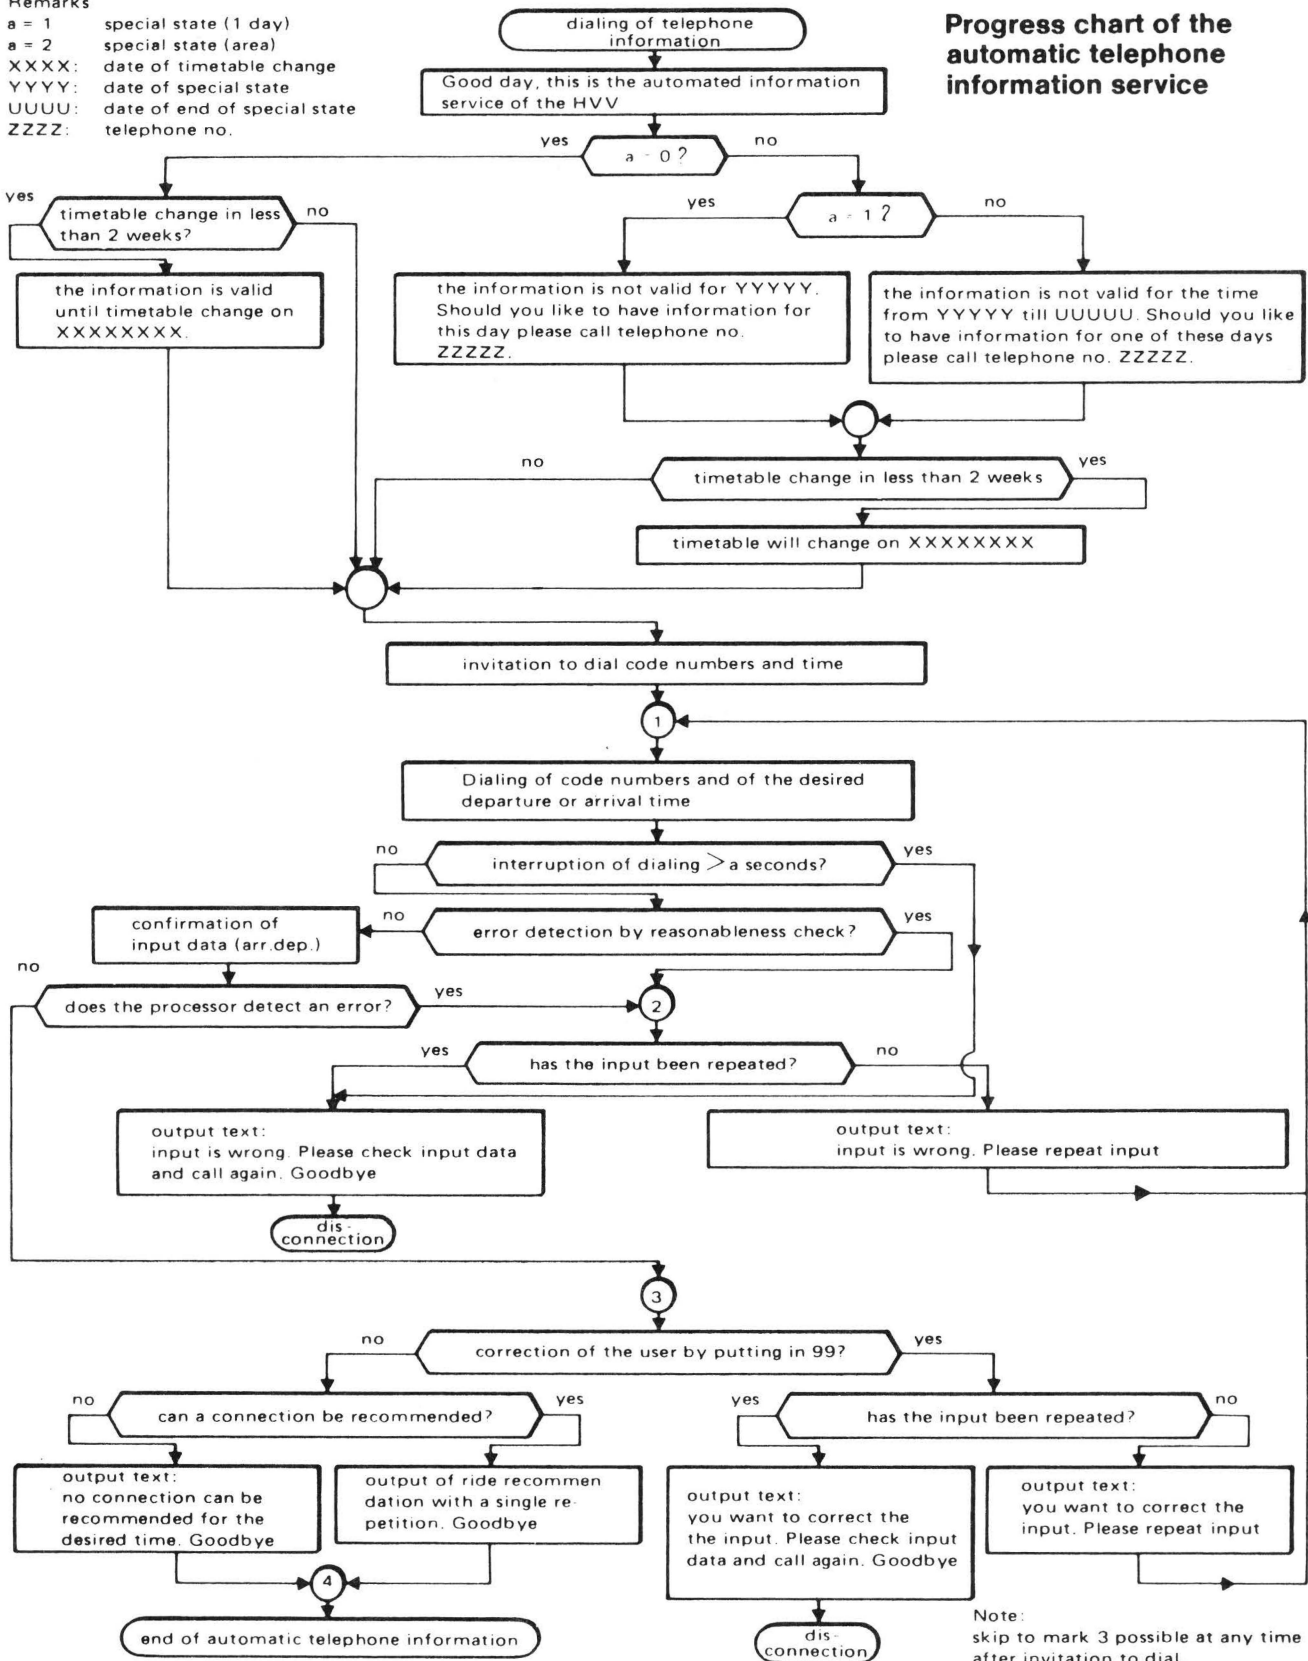 Remarks
a = 1 special state (1 day)
a = 2 special state (area)
XXXX: date of timetable change
YYYY: date of special state
UUUU: date of end of special state
ZZZZ: telephone no.
Progress chart of the
automatic telephone
information service
dialing of telephone
information
Good day, this is the automated information
service of the HVV
yes
a = 0?
no
yes
timetable change in less
than 2 weeks?
no
yes
a = 1?
no
the information is valid
until timetable change on
XXXXXXXX.
the information is not valid for YYYYY.
Should you like to have information for
this day please call telephone no.
ZZZZZ.
the information is not valid for the time
from YYYYY till UUUUU. Should you like
to have information for one of these days
please call telephone no. ZZZZZ.
no
timetable change in less than 2 weeks
yes
timetable will change on XXXXXXXX
invitation to dial code numbers and time
1
Dialing of code numbers and of the desired
departure or arrival time
no
interruption of dialing > a seconds?
yes
confirmation of
input data (arr.dep.)
no
error detection by reasonableness check?
yes
no
does the processor detect an error?
yes
2
yes
has the input been repeated?
no
output text:
input is wrong. Please check input data
and call again. Goodbye
output text:
input is wrong. Please repeat input
dis-
connection
3
no
correction of the user by putting in 99?
yes
no
can a connection be recommended?
yes
yes
has the input been repeated?
no
output text:
no connection can be
recommended for the
desired time. Goodbye
output of ride recommen
dation with a single re-
petition. Goodbye
output text:
you want to correct the
the input. Please check input
data and call again. Goodbye
output text:
you want to correct the
input. Please repeat input
4
end of automatic telephone information
dis-
connection
Note:
skip to mark 3 possible at any time
after invitation to dial